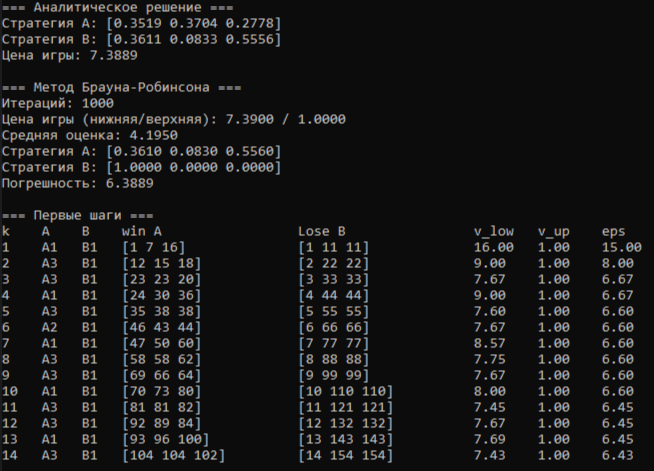 === Аналитическое решение ===
Стратегия A: [0.3519 0.3704 0.2778]
Стратегия B: [0.3611 0.0833 0.5556]
Цена игры: 7.3889
=== Метод Брауна-Робинсона ===
Итераций: 1000
Цена игры (нижняя/верхняя): 7.3900 / 1.0000
Средняя оценка: 4.1950
Стратегия A: [0.3610 0.0830 0.5560]
Стратегия B: [1.0000 0.0000 0.0000]
Погрешность: 6.3889
=== Первые шаги ===
k A B win A Lose B v_low v_up eps
1 A1 B1 [1 7 16] [1 11 11] 16.00 1.00 15.00
2 A3 B1 [12 15 18] [2 22 22] 9.00 1.00 8.00
3 A3 B1 [23 23 20] [3 33 33] 7.67 1.00 6.67
4 A1 B1 [24 30 36] [4 44 44] 9.00 1.00 6.67
5 A3 B1 [35 38 38] [5 55 55] 7.60 1.00 6.60
6 A2 B1 [46 43 44] [6 66 66] 7.67 1.00 6.60
7 A1 B1 [47 50 60] [7 77 77] 8.57 1.00 6.60
8 A3 B1 [58 58 62] [8 88 88] 7.75 1.00 6.60
9 A3 B1 [69 66 64] [9 99 99] 7.67 1.00 6.60
10 A1 B1 [70 73 80] [10 110 110] 8.00 1.00 6.60
11 A3 B1 [81 81 82] [11 121 121] 7.45 1.00 6.45
12 A3 B1 [92 89 84] [12 132 132] 7.67 1.00 6.45
13 A1 B1 [93 96 100] [13 143 143] 7.69 1.00 6.45
14 A3 B1 [104 104 102] [14 154 154] 7.43 1.00 6.43